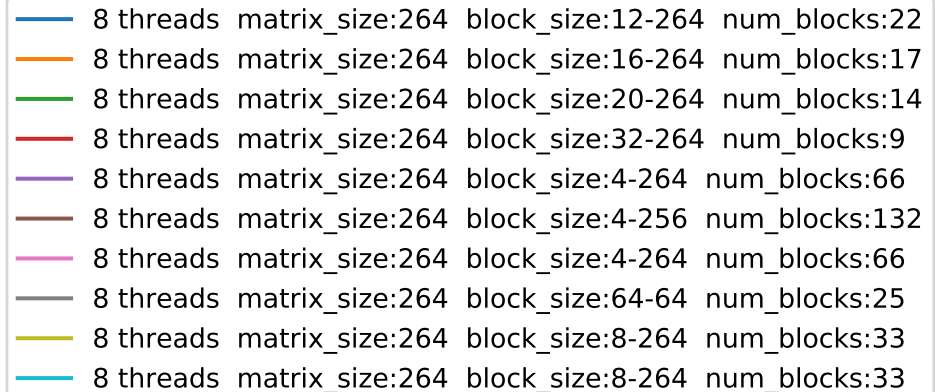 8 threads  matrix_size:264  block_size:12-264  num_blocks:22
8 threads  matrix_size:264  block_size:16-264  num_blocks:17
8 threads  matrix_size:264  block_size:20-264  num_blocks:14
8 threads  matrix_size:264  block_size:32-264  num_blocks:9
8 threads  matrix_size:264  block_size:4-264  num_blocks:66
8 threads  matrix_size:264  block_size:4-256  num_blocks:132
8 threads  matrix_size:264  block_size:4-264  num_blocks:66
8 threads  matrix_size:264  block_size:64-64  num_blocks:25
8 threads  matrix_size:264  block_size:8-264  num_blocks:33
8 threads  matrix_size:264  block_size:8-264  num_blocks:33